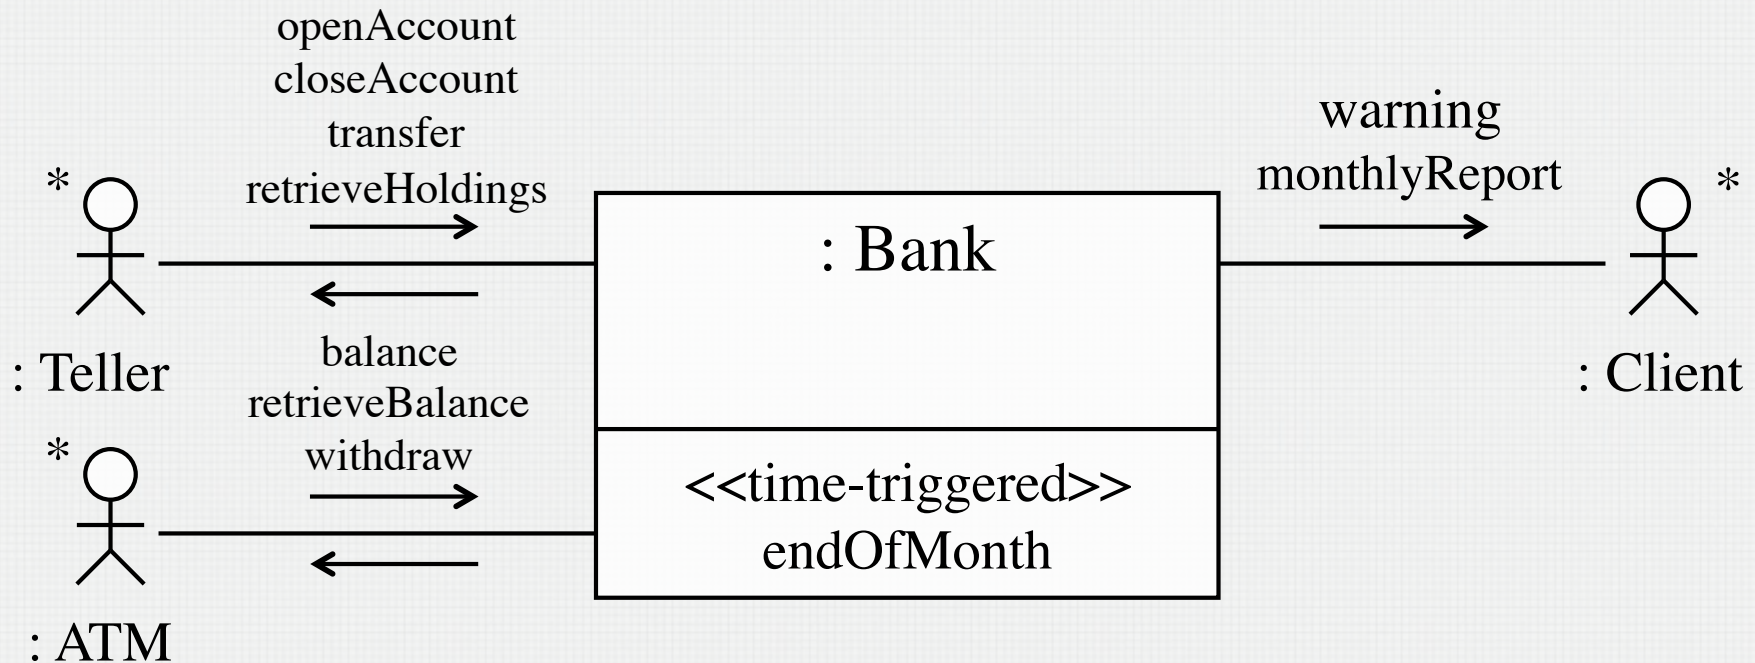 openAccount
closeAccount
transfer
retrieveHoldings
*
: Teller
balance
retrieveBalance
withdraw
*
: ATM
: Bank
<<time-triggered>>
endOfMonth
warning
monthlyReport
*
: Client